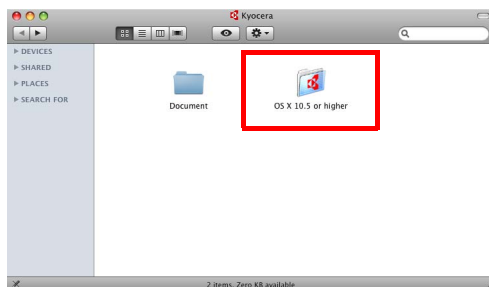 Kyocera
DEVICES
SHARED
PLACES
SEARCH FOR
Document
OS X 10.5 or higher
2 items, Zero KB available